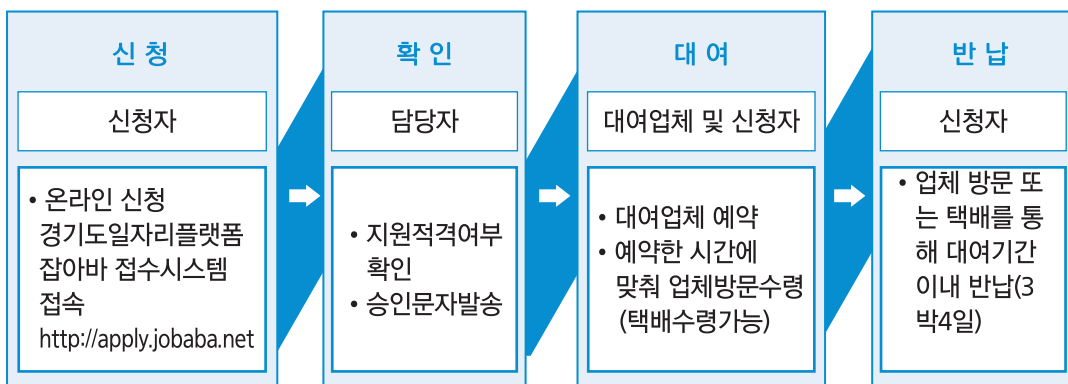 신 청
신청자
• 온라인 신청
경기도일자리플랫폼
잡아바 접수시스템
접속
http://apply.jobaba.net
확 인
담당자
• 지원적격여부
확인
• 승인문자발송
대 여
대여업체 및 신청자
• 대여업체 예약
• 예약한 시간에
맞춰 업체방문수령
(택배수령가능)
반 납
신청자
• 업체 방문 또
는 택배를 통
해 대여기간
이내 반납(3
박4일)